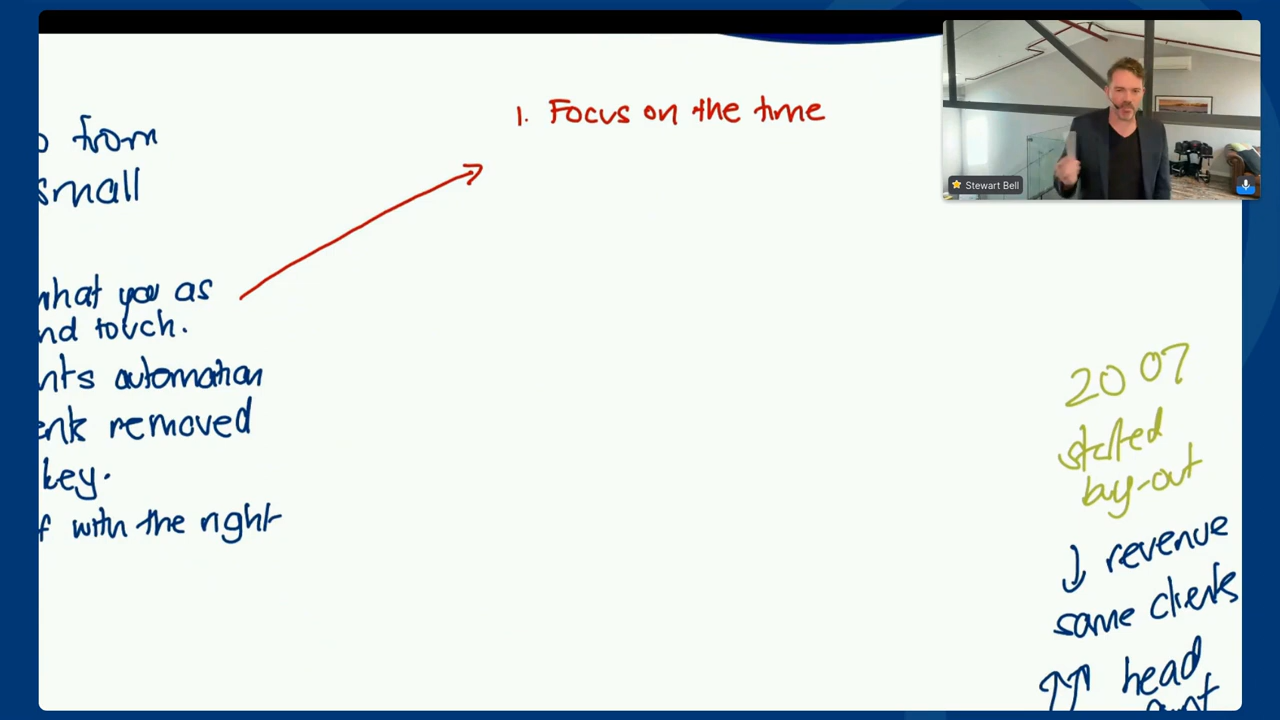 1. Focus on the time
from
small
what you as
nd touch.
nts automation
removed
key.
f with the right
Stewart Bell
2007
started
buy-out
↓ revenue
same clients
↑↑ head